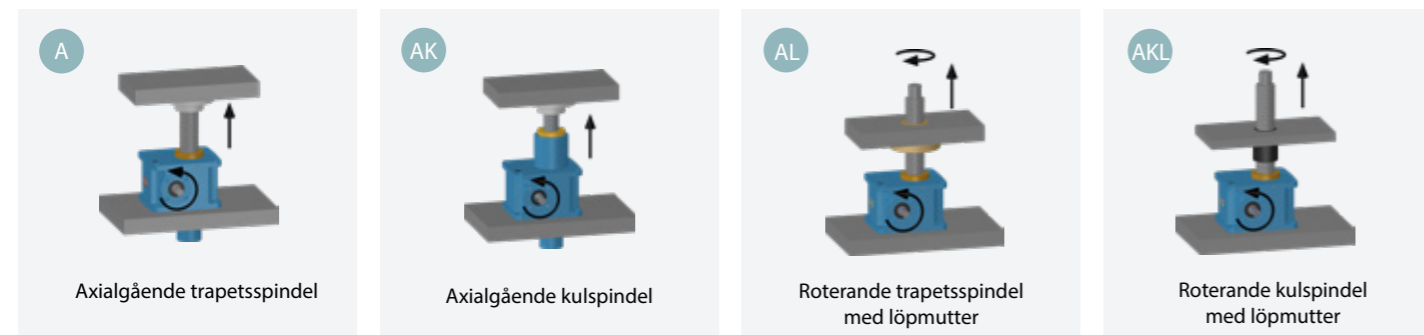 A
Axialgående trapetsspindel
AK
Axialgående kulspindel
AL
Roterande trapetsspindel
med löpmutter
AKL
Roterande kulspindel
med löpmutter